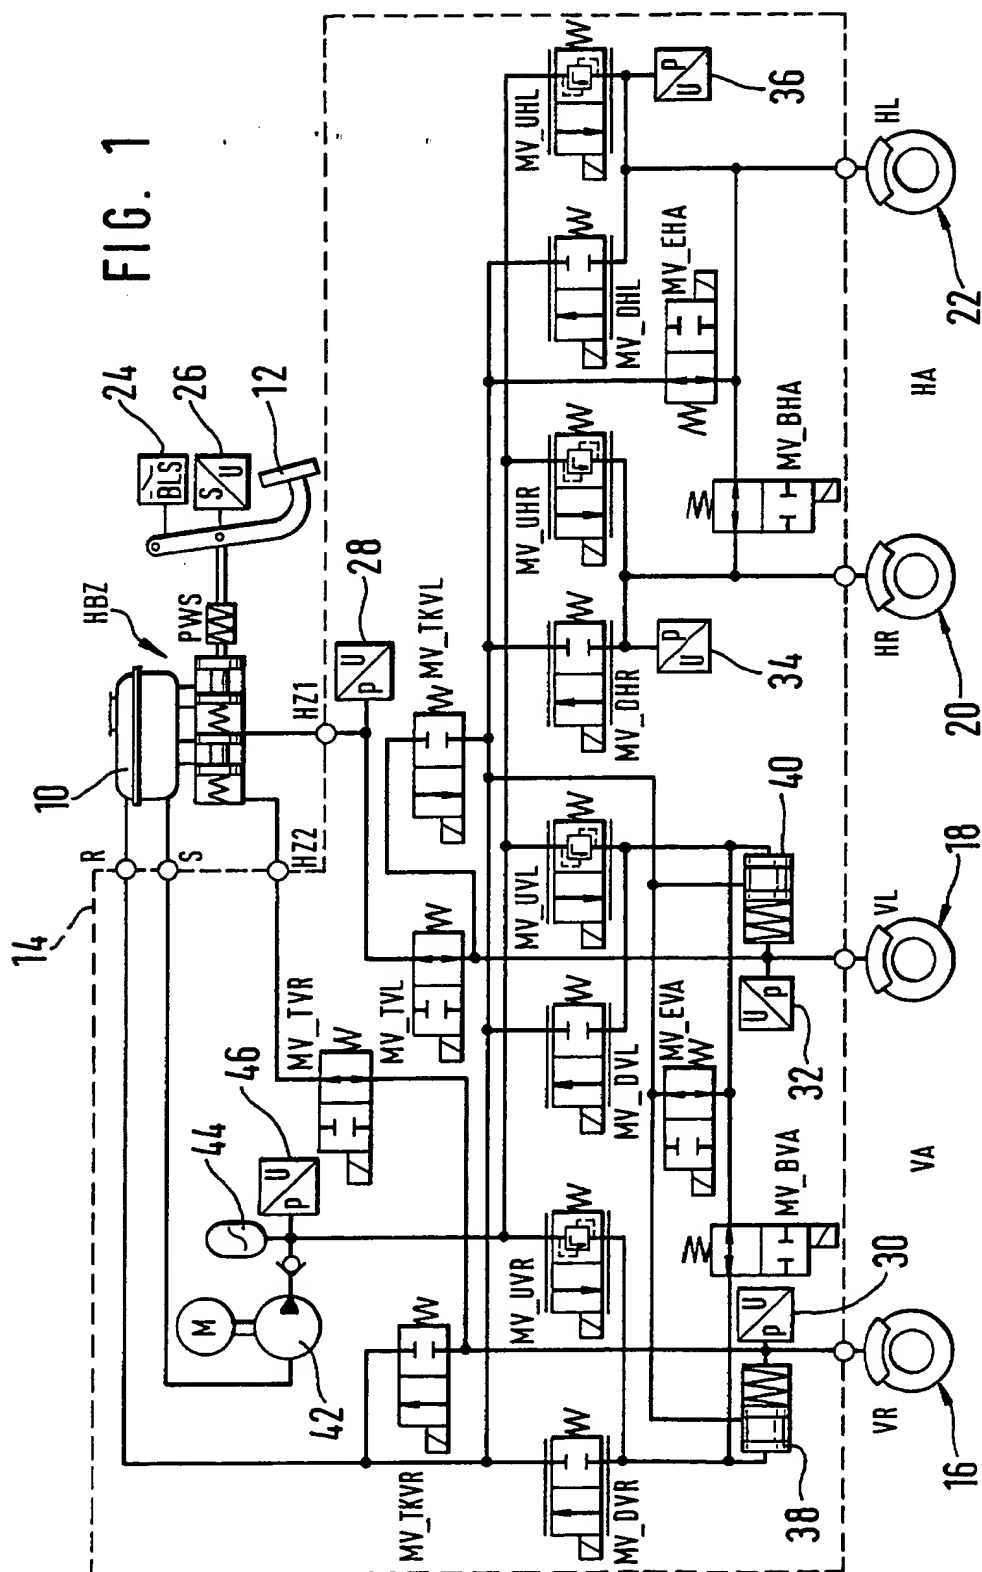 FIG. 1
14
R
S
HZ2
HZ1
10
HBZ
PWS
24
BLS
26
S
U
12
28
U
P
44
46
U
P
M
42
MV_TVR
MV_TVL
MV_TKVL
MV_TKVR
MV_UVR
MV_DVR
MV_UVL
MV_DVL
MV_UHR
MV_DHR
MV_UHL
MV_DHL
MV_EVA
MV_BVA
MV_EHA
MV_BHA
30
U
P
32
U
P
34
P
U
36
P
U
38
40
VR
VL
HR
HL
16
18
20
22
VA
HA